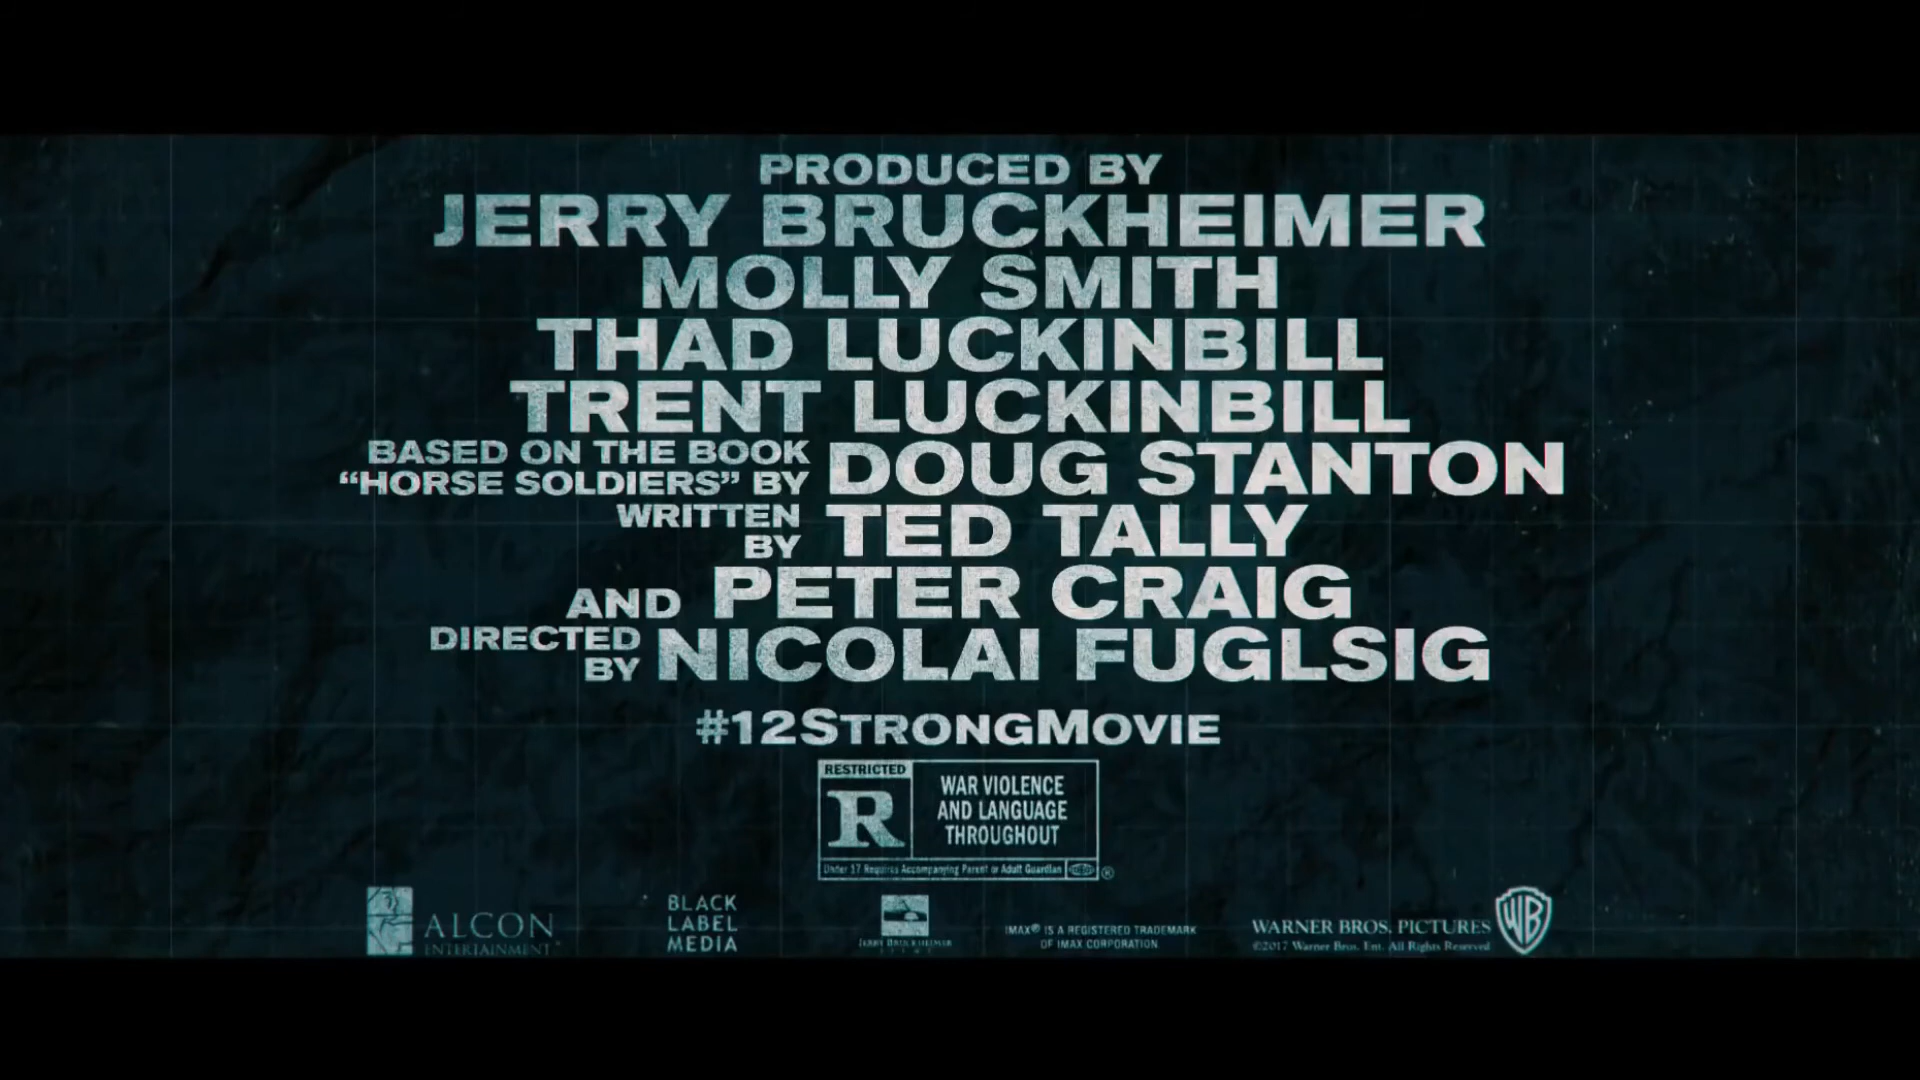 PRODUCED BY
JERRY BRUCKHEIMER
MOLLY SMITH
THAD LUCKINBILL
TRENT LUCKINBILL
BASED ON THE BOOK
“HORSE SOLDIERS” BY DOUG STANTON
WRITTEN
BY TED TALLY
AND PETER CRAIG
DIRECTED
BY NICOLAI FUGLSIG
#12STRONGMOVIE
RESTRICTED
R
WAR VIOLENCE
AND LANGUAGE
THROUGHOUT
Under 17 Requires Accompanying Parent or Adult Guardian
®
ALCON
ENTERTAINMENT
BLACK
LABEL
MEDIA
JERRY BRUCKHEIMER
FILMS
IMAX® IS A REGISTERED TRADEMARK
OF IMAX CORPORATION
WARNER BROS. PICTURES
©2017 Warner Bros. Ent. All Rights Reserved
WB